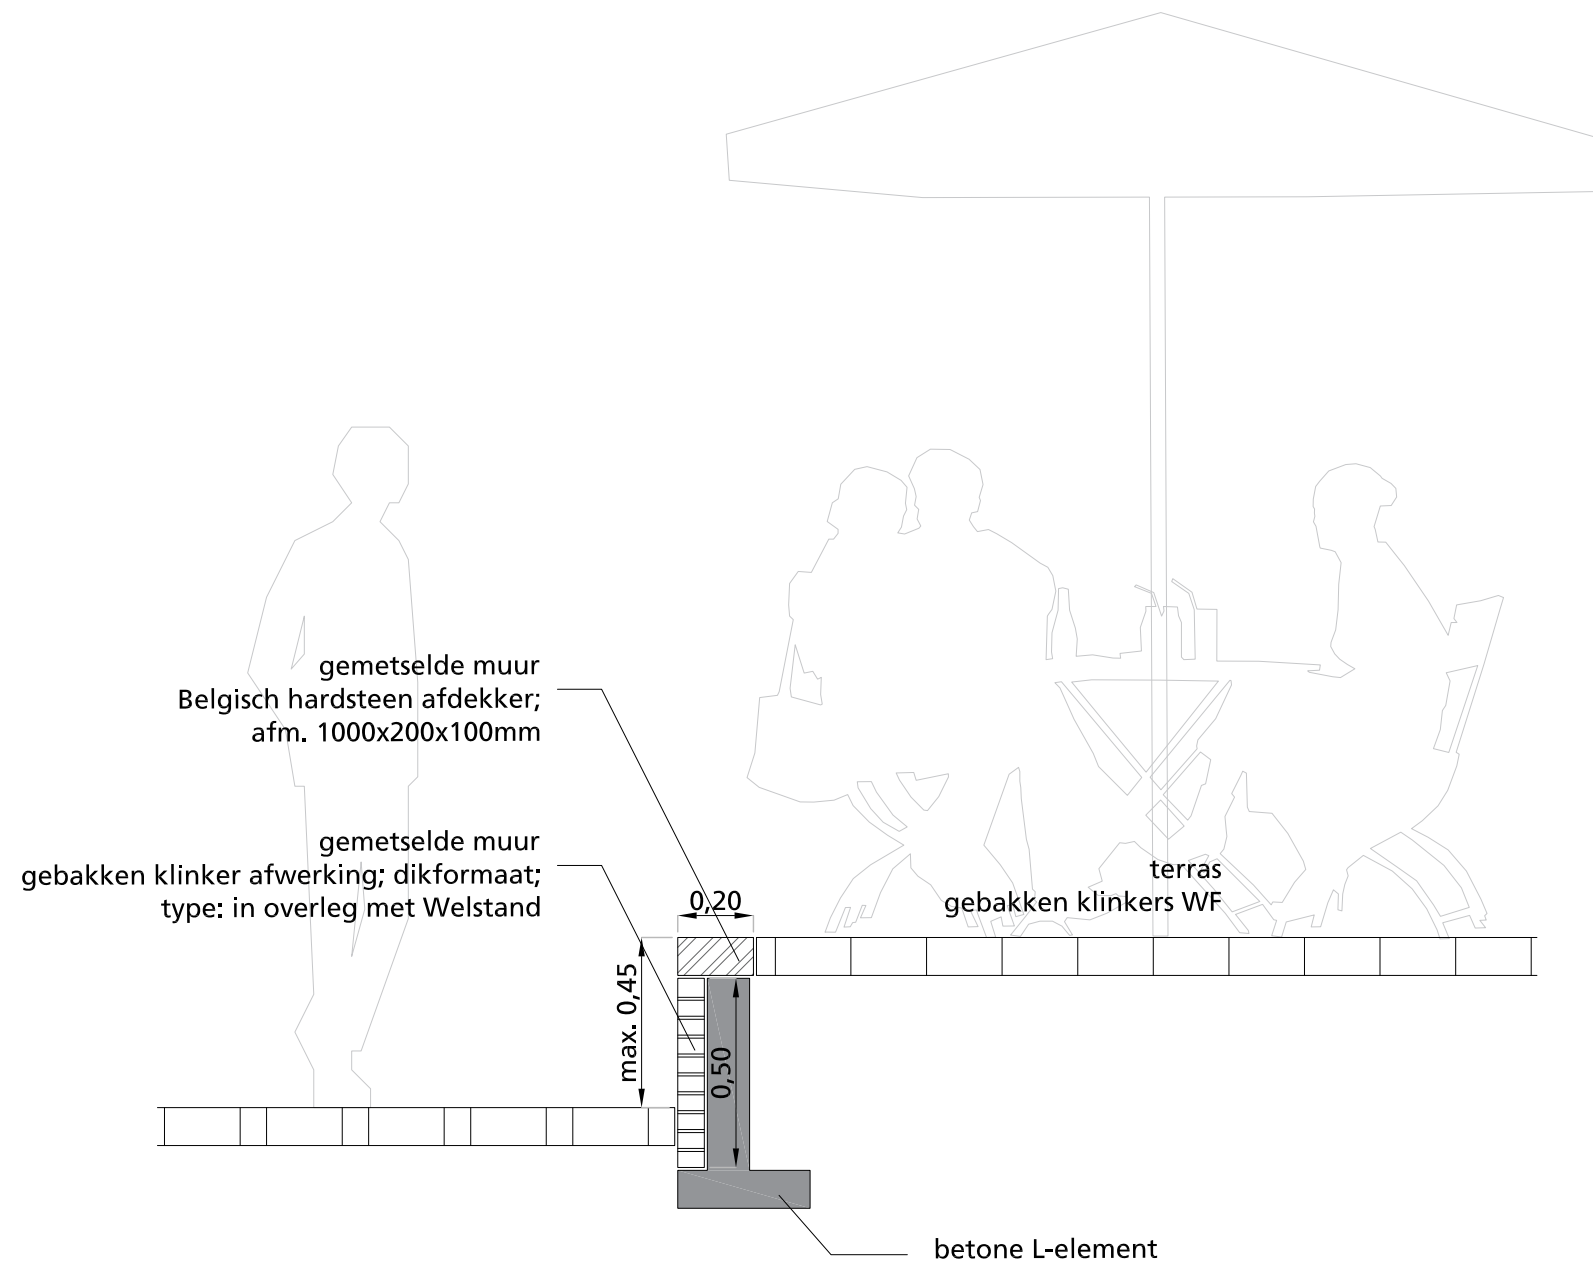 gemetselde muur
Belgisch hardsteen afdekker;
afm. 1000x200x100mm
gemetselde muur
gebakken klinker afwerking; dikformaat;
type: in overleg met Welstand
0,20
terras
gebakken klinkers WF
max. 0,45
0,50
betone L-element